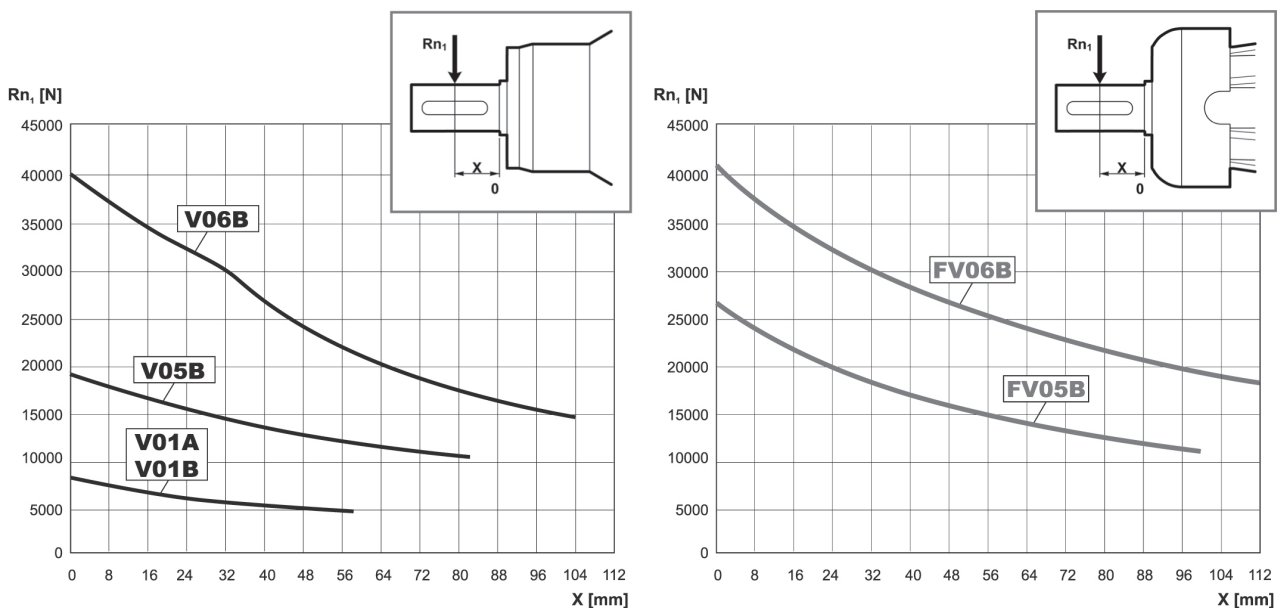 Rn₁
X
0
Rn₁ [N]
45000
40000
35000
30000
25000
20000
15000
10000
5000
0
V06B
V05B
V01A
V01B
0 8 16 24 32 40 48 56 64 72 80 88 96 104 112
X [mm]
Rn₁
X
0
Rn₁ [N]
45000
40000
35000
30000
25000
20000
15000
10000
5000
0
FV06B
FV05B
0 8 16 24 32 40 48 56 64 72 80 88 96 104 112
X [mm]